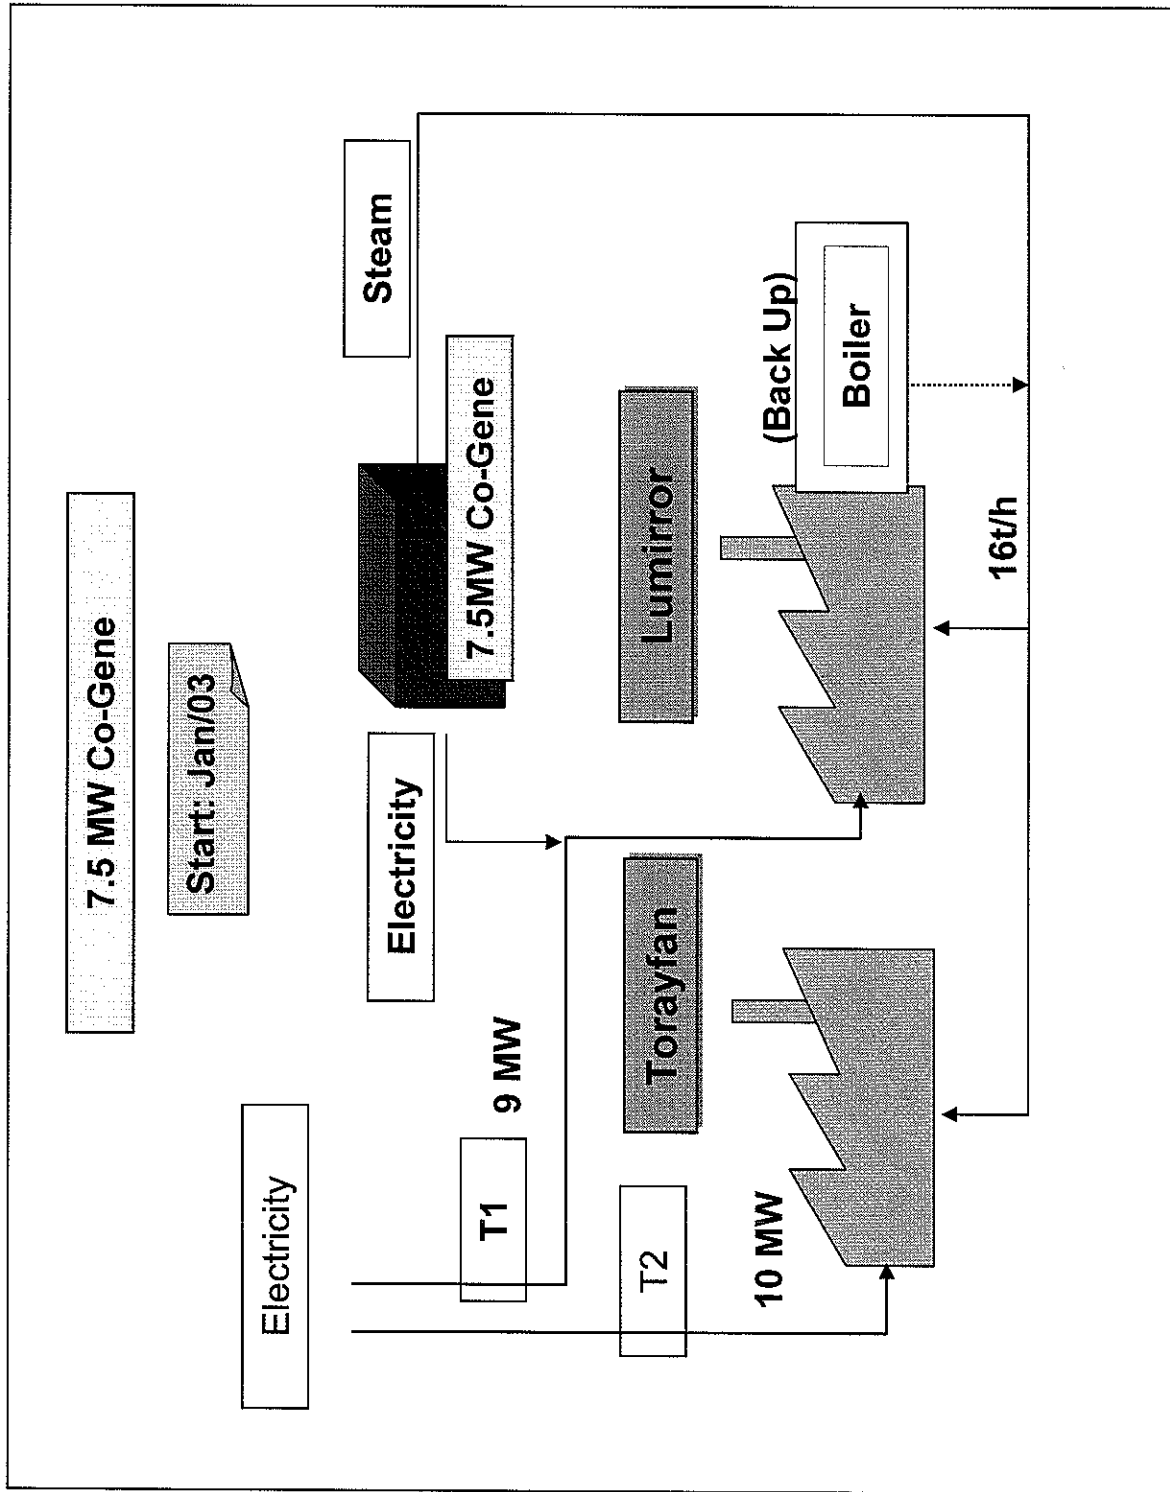 7.5 MW Co-Gene
Start: Jan/03
Electricity
Electricity
Steam
7.5MW Co-Gene
T1
9 MW
T2
Torayfan
Lumirror
10 MW
(Back Up)
Boiler
16t/h